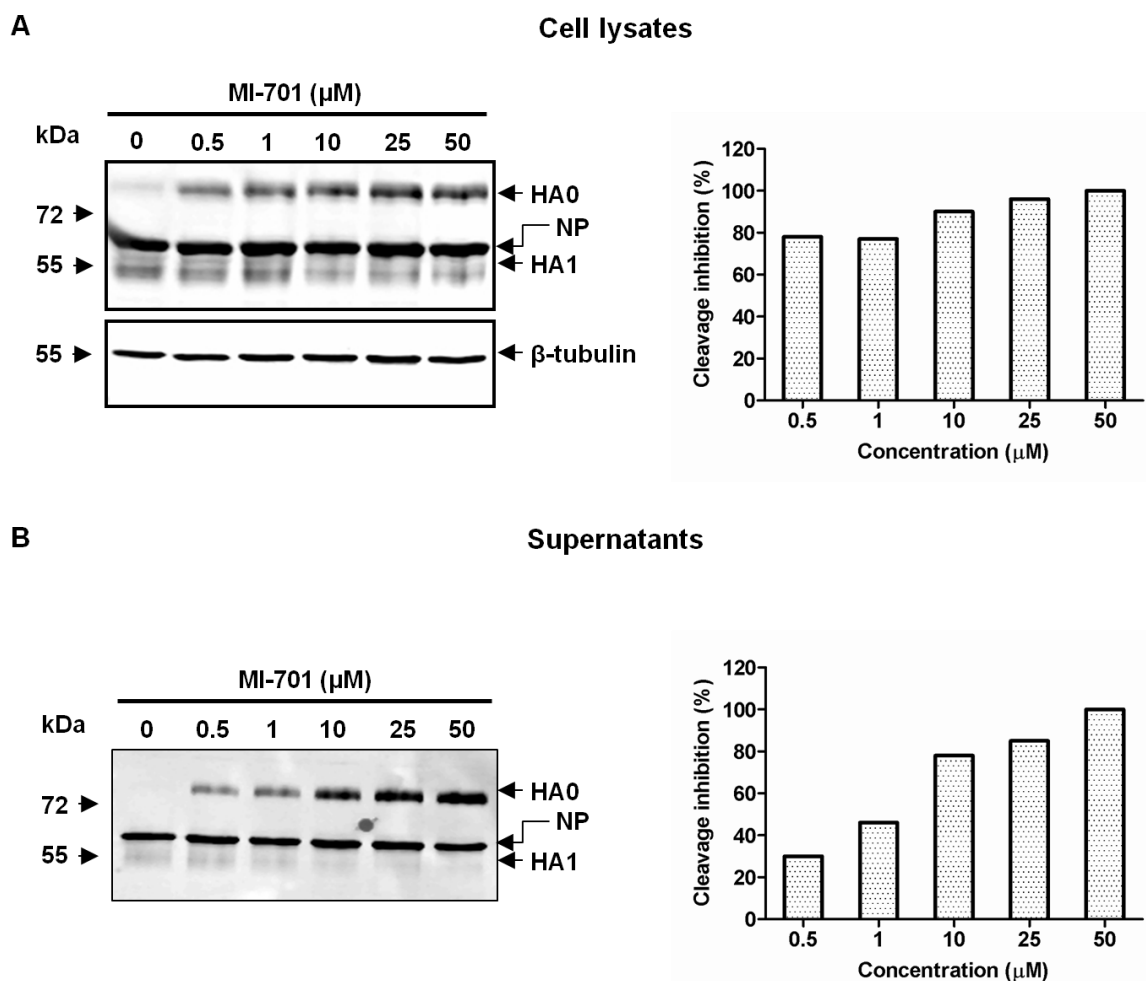 A
Cell lysates
MI-701 (µM)
kDa
0 0.5 1 10 25 50
HA0
72
NP
55
HA1
55
β-tubulin
120
100
80
60
40
20
0
Cleavage inhibition (%)
0.5 1 10 25 50
Concentration (µM)
B
Supernatants
MI-701 (µM)
kDa
0 0.5 1 10 25 50
HA0
72
NP
55
HA1
120
100
80
60
40
20
0
Cleavage inhibition (%)
0.5 1 10 25 50
Concentration (µM)